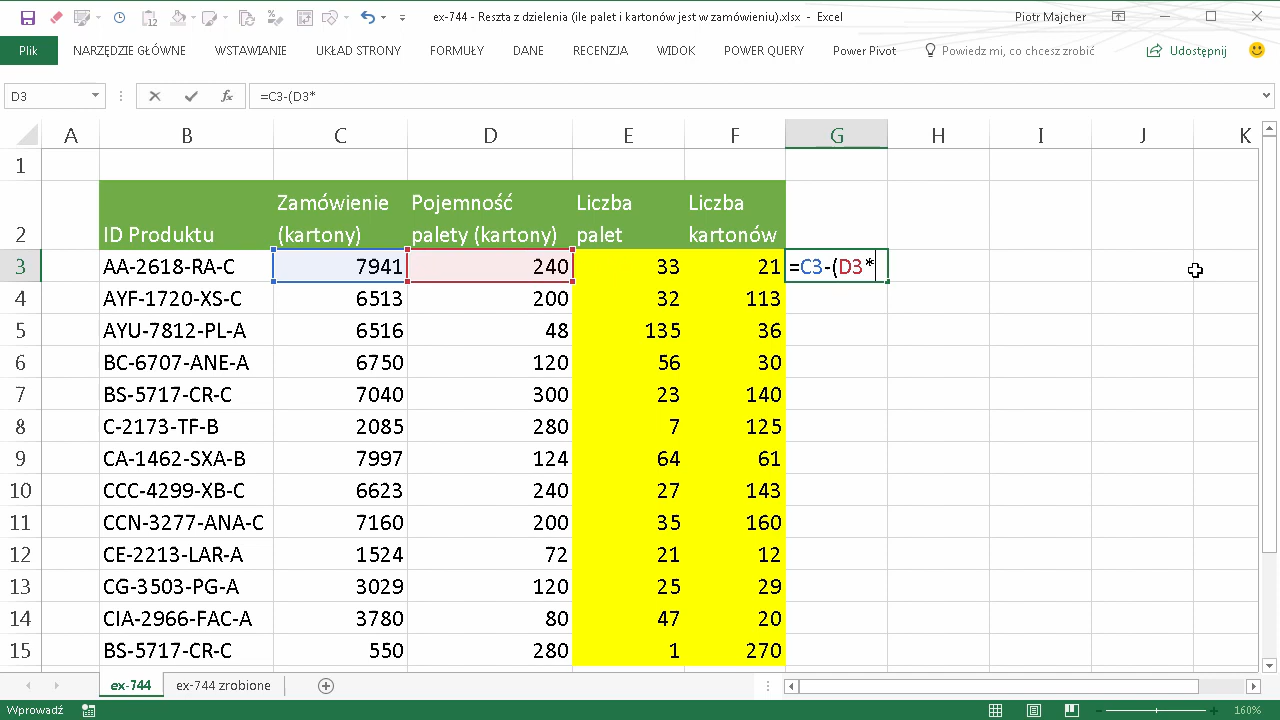 ex-744 - Reszta z dzielenia (ile palet i kartonów jest w zamówieniu).xlsx - Excel
Piotr Majcher
Plik NARZĘDZIE GŁÓWNE WSTAWIANIE UKŁAD STRONY FORMUŁY DANE RECENZJA WIDOK POWER QUERY Power Pivot Powiedz mi, co chcesz zrobić Udostępnij
D3 fx =C3-(D3*
A B C D E F G H I J K
1
2 ID Produktu Zamówienie (kartony) Pojemność palety (kartony) Liczba palet Liczba kartonów
3 AA-2618-RA-C 7941 240 33 21 =C3-(D3*
4 AYF-1720-XS-C 6513 200 32 113
5 AYU-7812-PL-A 6516 48 135 36
6 BC-6707-ANE-A 6750 120 56 30
7 BS-5717-CR-C 7040 300 23 140
8 C-2173-TF-B 2085 280 7 125
9 CA-1462-SXA-B 7997 124 64 61
10 CCC-4299-XB-C 6623 240 27 143
11 CCN-3277-ANA-C 7160 200 35 160
12 CE-2213-LAR-A 1524 72 21 12
13 CG-3503-PG-A 3029 120 25 29
14 CIA-2966-FAC-A 3780 80 47 20
15 BS-5717-CR-C 550 280 1 270
ex-744 ex-744 zrobione
Wprowadź 160%